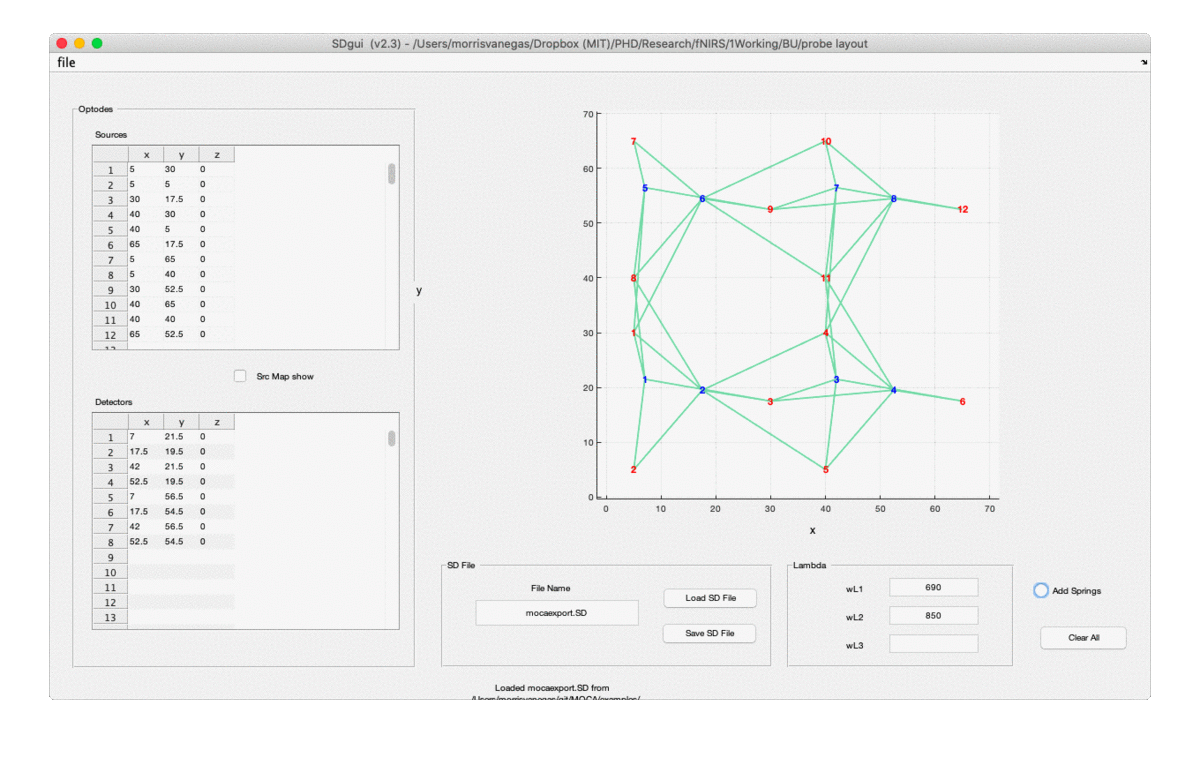 SDgui (v2.3) - /Users/morrisvanegas/Dropbox (MIT)/PHD/Research/fNIRS/1Working/BU/probe layout
file
Optodes
Sources
x y z
1 5 30 0
2 5 5 0
3 30 17.5 0
4 40 30 0
5 40 5 0
6 65 17.5 0
7 5 65 0
8 5 40 0
9 30 52.5 0
10 40 65 0
11 40 40 0
12 65 52.5 0
Src Map show
Detectors
x y z
1 7 21.5 0
2 17.5 19.5 0
3 42 21.5 0
4 52.5 19.5 0
5 7 56.5 0
6 17.5 54.5 0
7 42 56.5 0
8 52.5 54.5 0
9
10
11
12
13
y
70
60
50
40
30
20
10
0
7 10
5 6 7 8
9 12
8 11
1 4
1 2 3 4
3 6
2 5
0 10 20 30 40 50 60 70
x
SD File
File Name
mocaexport.SD
Load SD File
Save SD File
Lambda
wL1 690
wL2 850
wL3
Add Springs
Clear All
Loaded mocaexport.SD from
/Users/morrisvanegas/git/MOCA/examples/